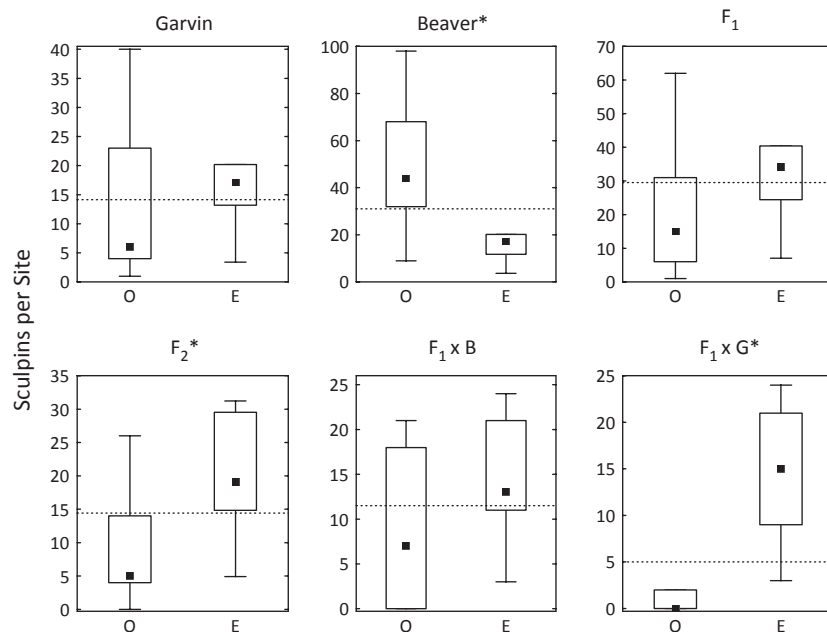 Garvin Beaver* F₁
40 100 70
35 80 60
30 60 50
25 40 40
20 20 30
15 0 20
10 10
5 0
0
O E O E O E
Sculpins per Site
F₂* F₁ x B F₁ x G*
35 25 25
30 20 20
25 15 15
20 10 10
15 5 5
10 0 0
5
0
O E O E O E